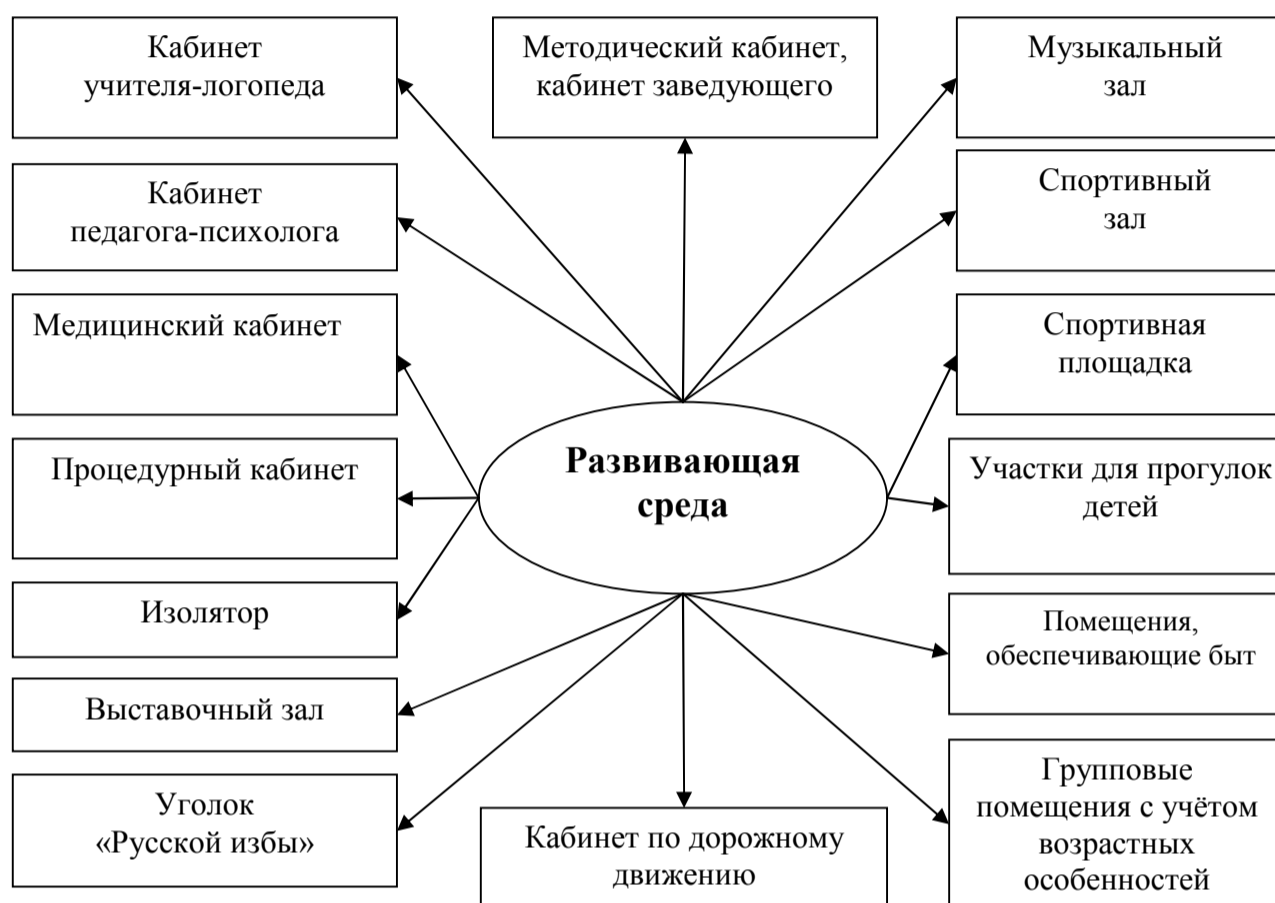 Кабинет
учителя-логопеда
Методический кабинет,
кабинет заведующего
Музыкальный
зал
Кабинет
педагога-психолога
Спортивный
зал
Медицинский кабинет
Спортивная
площадка
Развивающая
среда
Процедурный кабинет
Участки для прогулок
детей
Изолятор
Помещения,
обеспечивающие быт
Выставочный зал
Уголок
«Русской избы»
Кабинет по дорожному
движению
Групповые
помещения с учётом
возрастных
особенностей